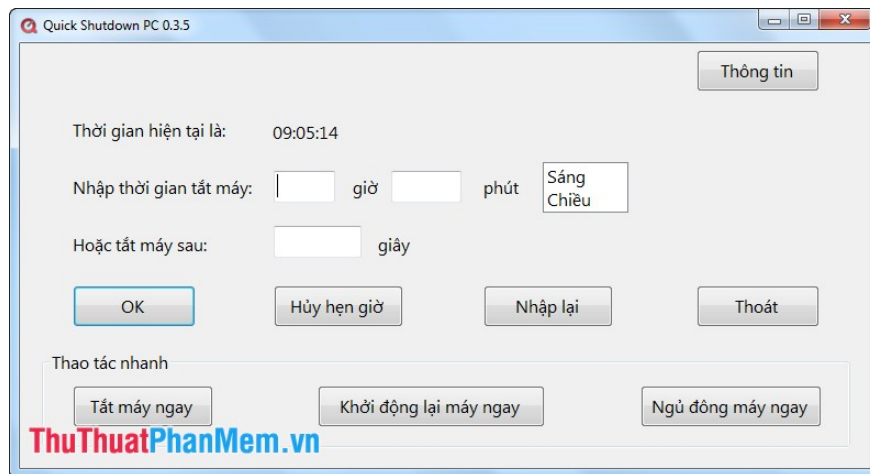 Quick Shutdown PC 0.3.5
Thông tin
Thời gian hiện tại là: 09:05:14
Nhập thời gian tắt máy: giờ phút Sáng
Chiều
Hoặc tắt máy sau: giây
OK Hủy hẹn giờ Nhập lại Thoát
Thao tác nhanh
Tắt máy ngay Khởi động lại máy ngay Ngủ đông máy ngay
ThuThuatPhanMem.vn